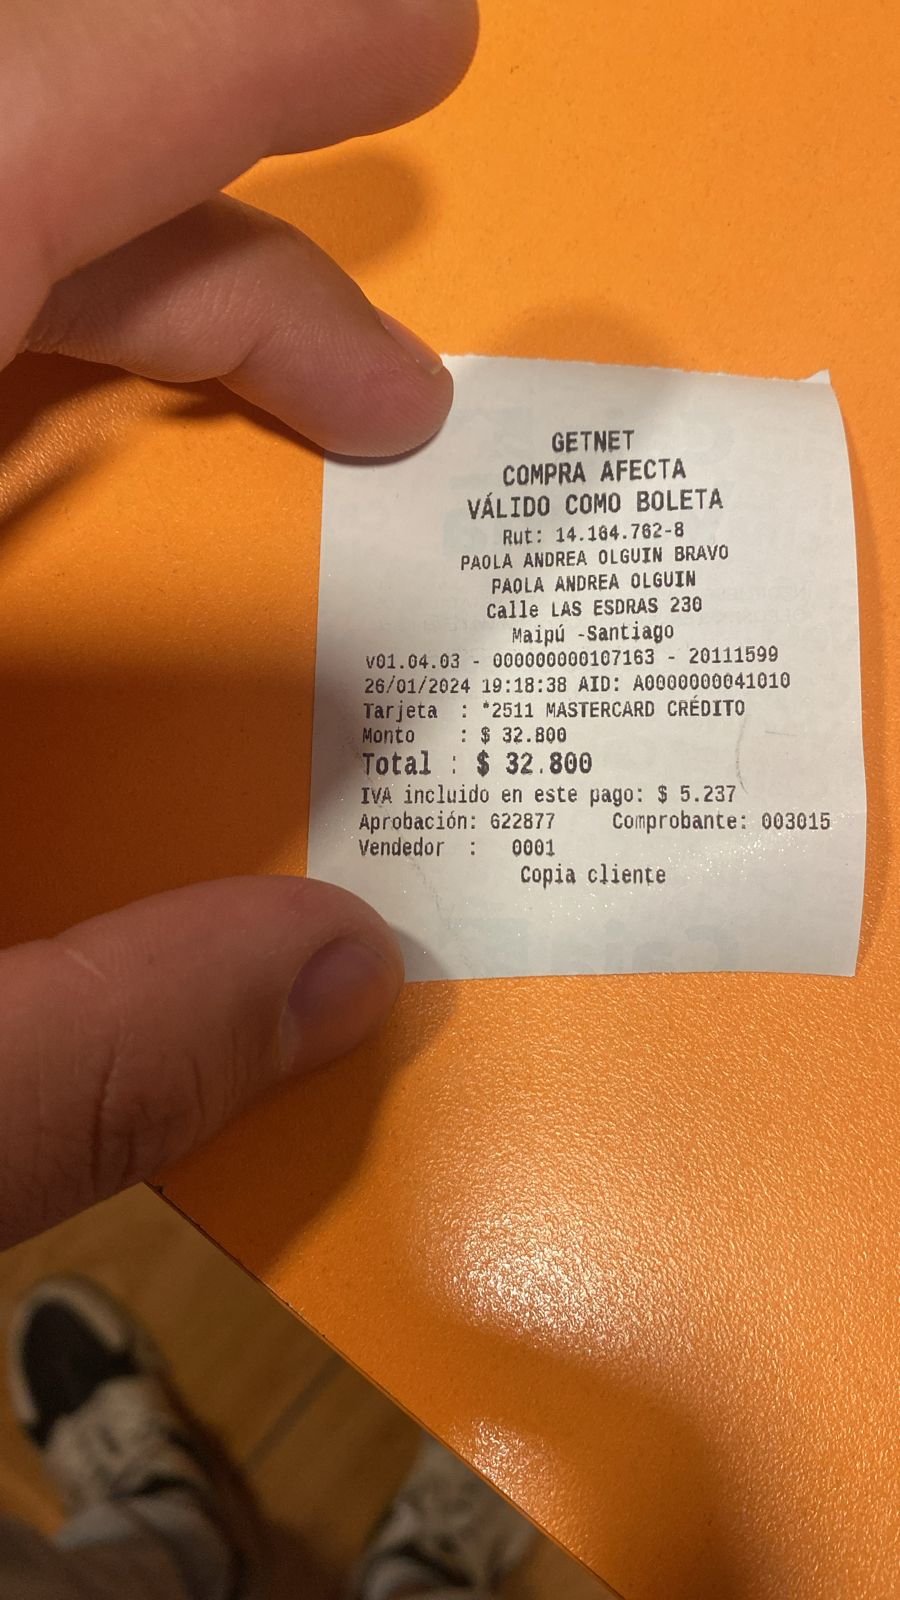 GETNET
COMPRA AFECTA
VÁLIDO COMO BOLETA
Rut: 14.164.762-8
PAOLA ANDREA OLGUIN BRAVO
PAOLA ANDREA OLGUIN
Calle LAS ESDRAS 230
Maipú -Santiago
v01.04.03 - 000000000107163 - 20111599
26/01/2024 19:18:38 AID: A0000000041010
Tarjeta : *2511 MASTERCARD CRÉDITO
Monto : $ 32.800
Total : $ 32.800
IVA incluido en este pago: $ 5.237
Aprobación: 622877 Comprobante: 003015
Vendedor : 0001
Copia cliente